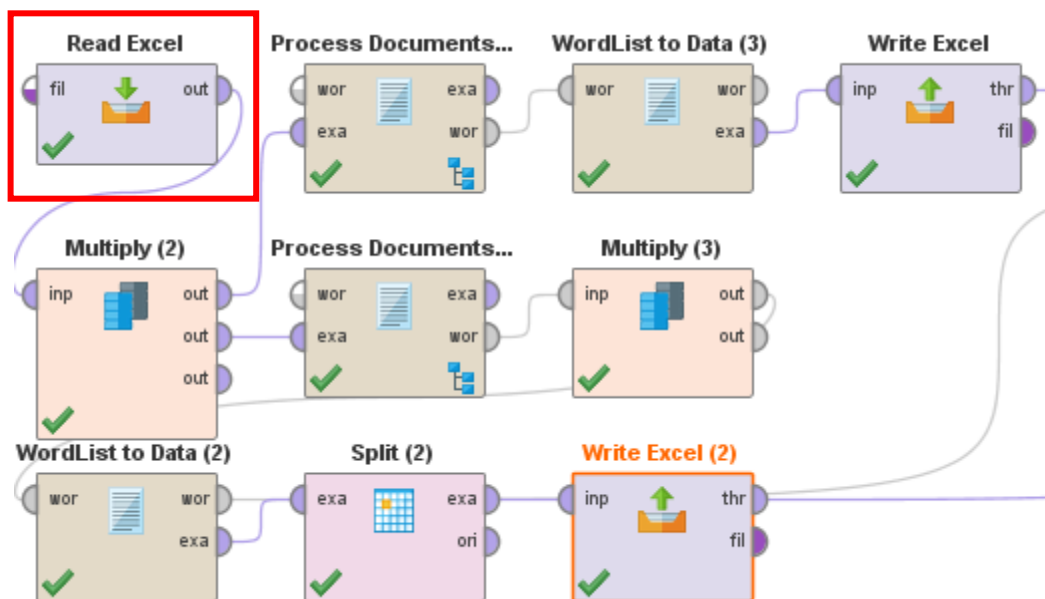 Read Excel
fil out
Process Documents...
wor exa
exa wor
WordList to Data (3)
wor wor
exa
Write Excel
inp thr
fil
Multiply (2)
inp out
out
out
Process Documents...
wor exa
exa wor
Multiply (3)
inp out
out
WordList to Data (2)
wor wor
exa
Split (2)
exa exa
ori
Write Excel (2)
inp thr
fil